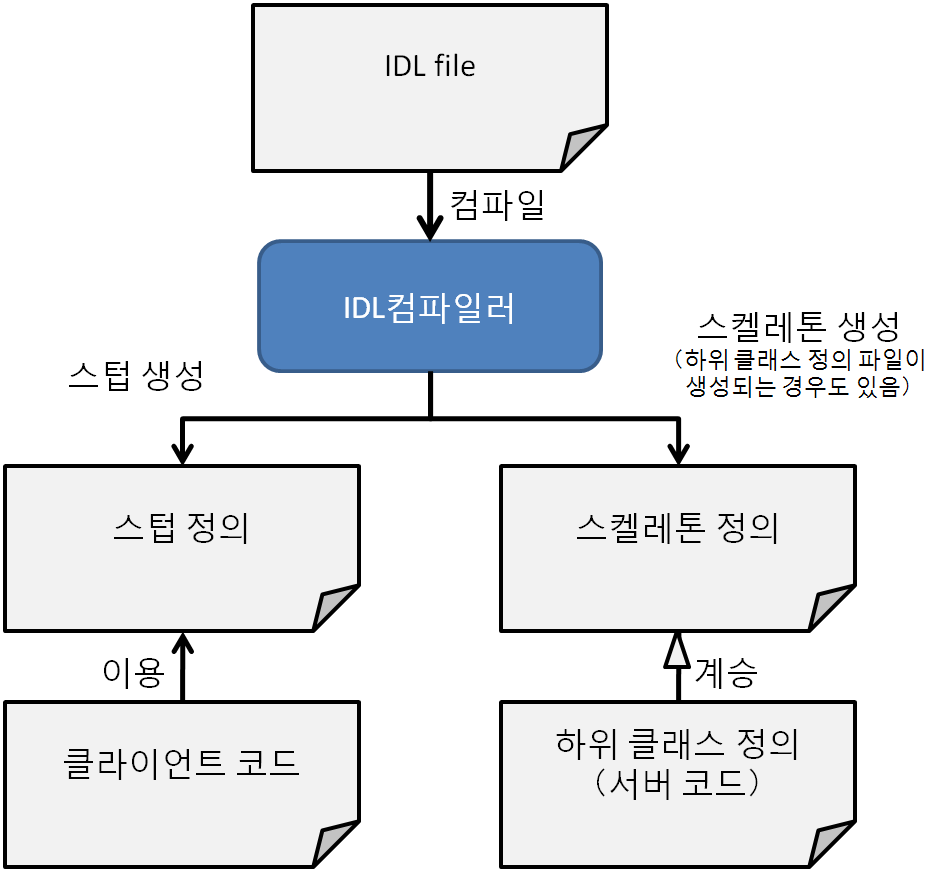 IDL file
컴파일
IDL컴파일러
스텁 생성
스켈레톤 생성
(하위 클래스 정의 파일이
생성되는 경우도 있음)
스텁 정의
스켈레톤 정의
이용
계승
클라이언트 코드
하위 클래스 정의
(서버 코드)